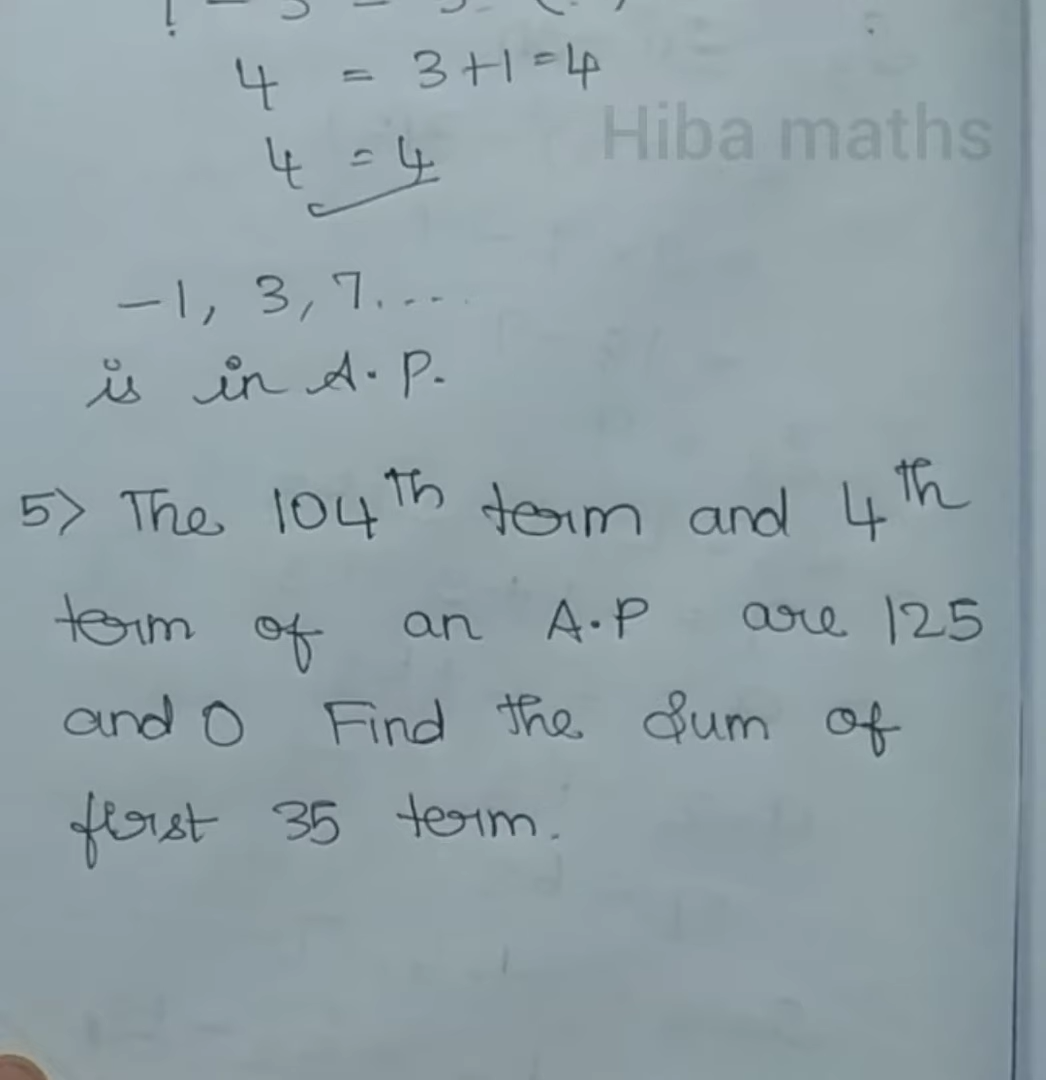 4 = 3+1=4
Hiba maths
4 = 4
-1, 3, 7....
is in A.P.
5> The 104th term and 4th
term of an A.P are 125
and 0 Find the Sum of
first 35 term.